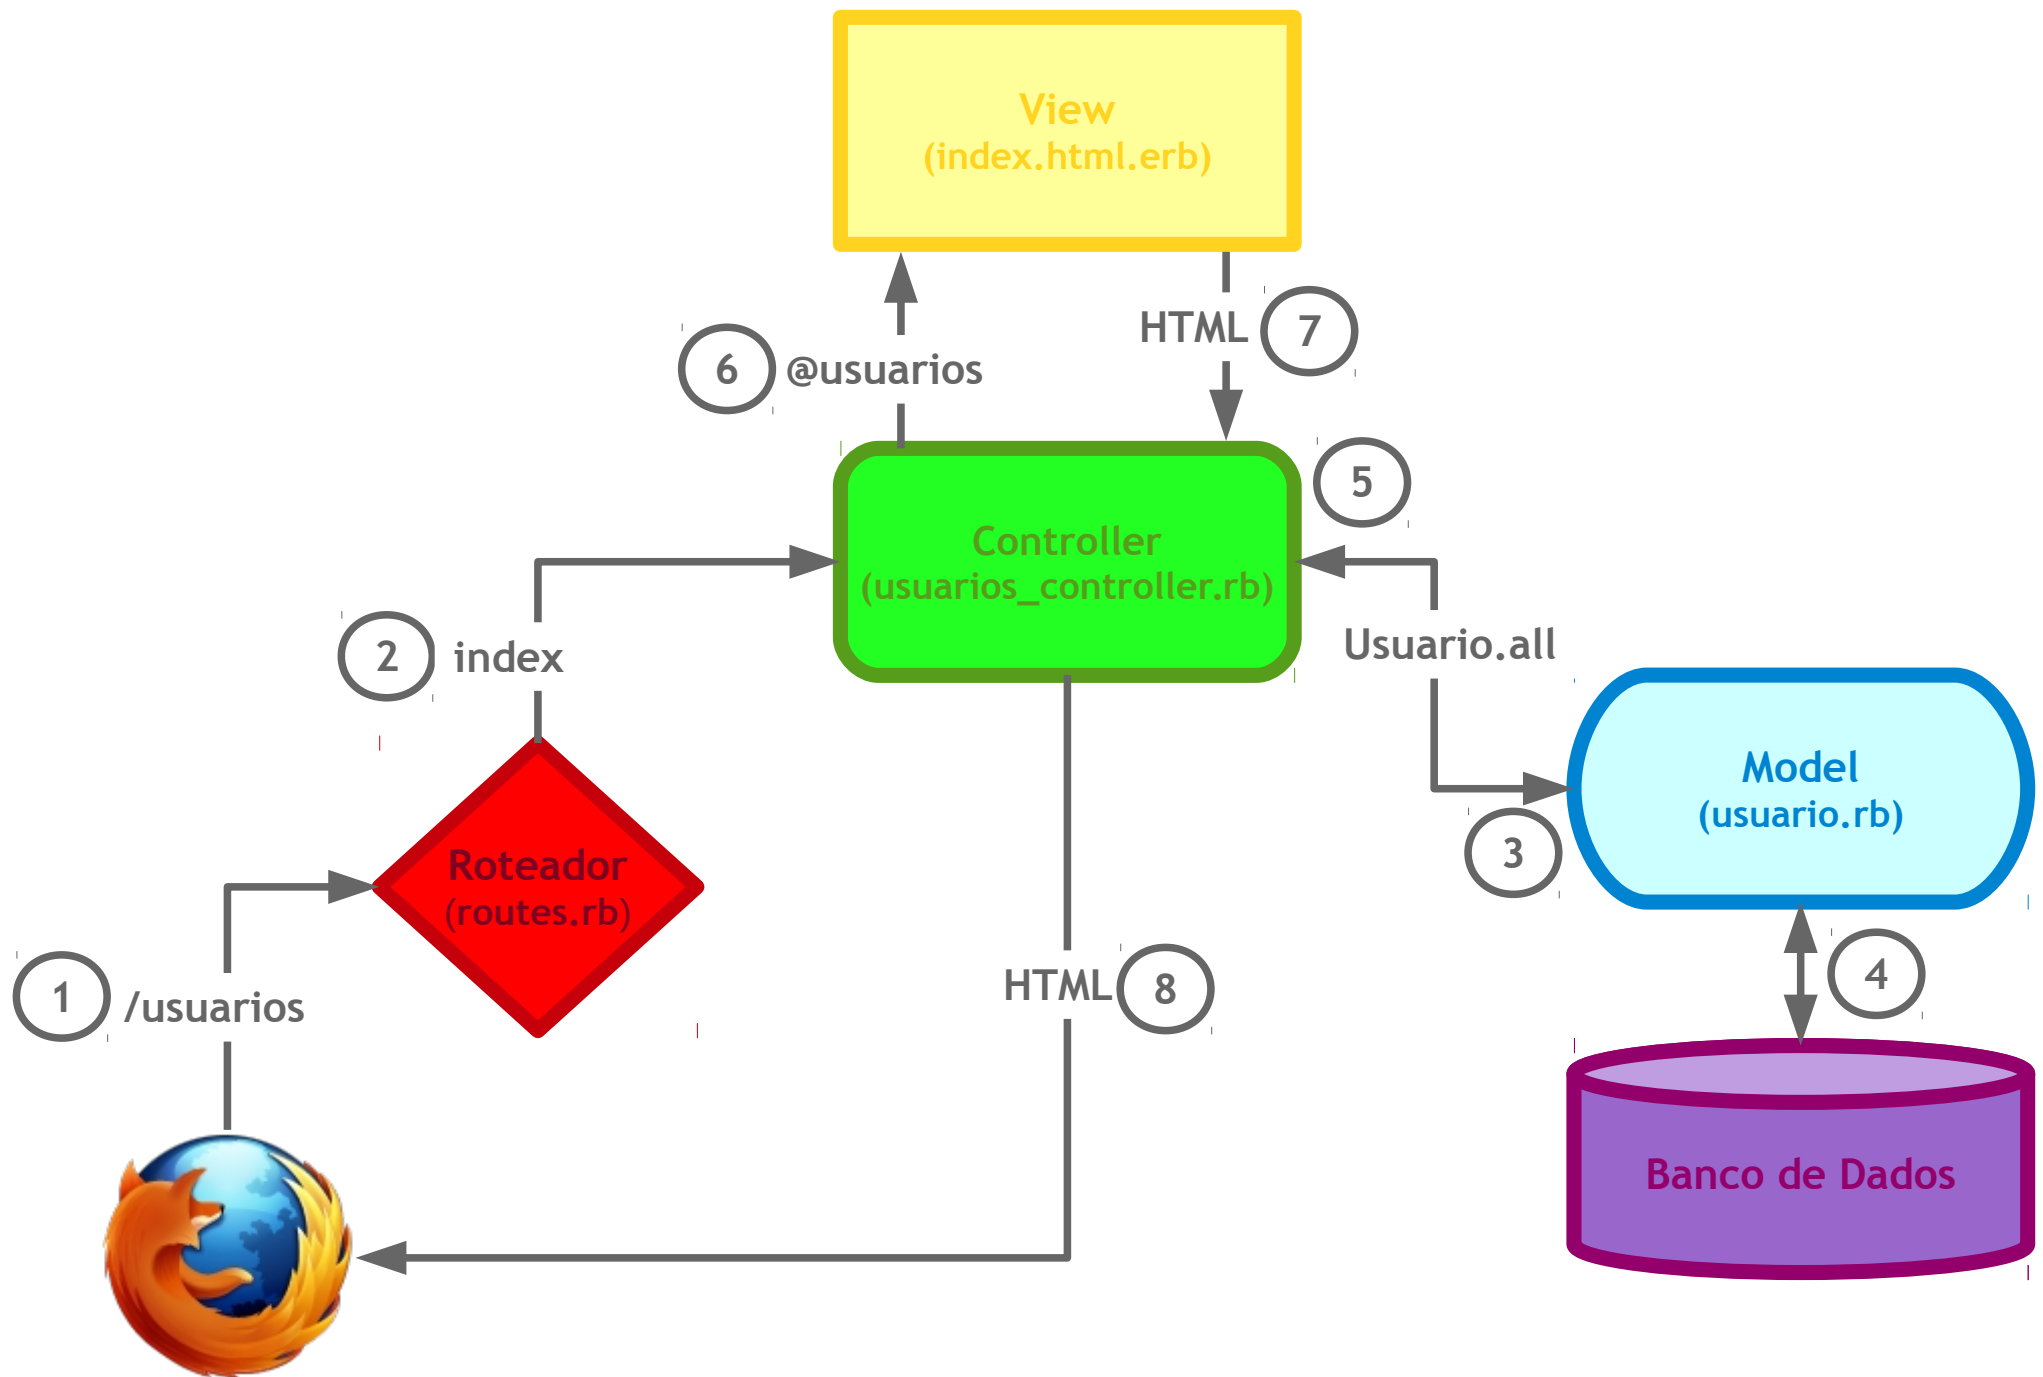 View
(index.html.erb)
HTML
7
6
@usuarios
5
Controller
(usuarios_controller.rb)
2
index
Usuario.all
Model
(usuario.rb)
3
Roteador
(routes.rb)
1
/usuarios
HTML
8
4
Banco de Dados